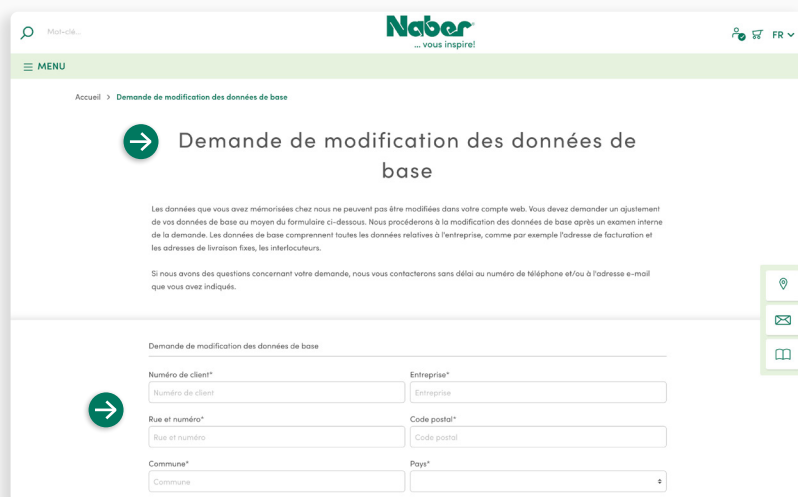 Mot-clé...
Naber
... vous inspire!
FR
MENU
Accueil > Demande de modification des données de base
Demande de modification des données de
base
Les données que vous avez mémorisées chez nous ne peuvent pas être modifiées dans votre compte web. Vous devez demander un ajustement
de vos données de base au moyen du formulaire ci-dessous. Nous procéderons à la modification des données de base après un examen interne
de la demande. Les données de base comprennent toutes les données relatives à l'entreprise, comme par exemple l'adresse de facturation et
les adresses de livraison fixes, les interlocuteurs.
Si nous avons des questions concernant votre demande, nous vous contacterons sans délai au numéro de téléphone et/ou à l'adresse e-mail
que vous avez indiqués.
Demande de modification des données de base
Numéro de client* Entreprise*
Numéro de client Entreprise
Rue et numéro* Code postal*
Rue et numéro Code postal
Commune* Pays*
Commune